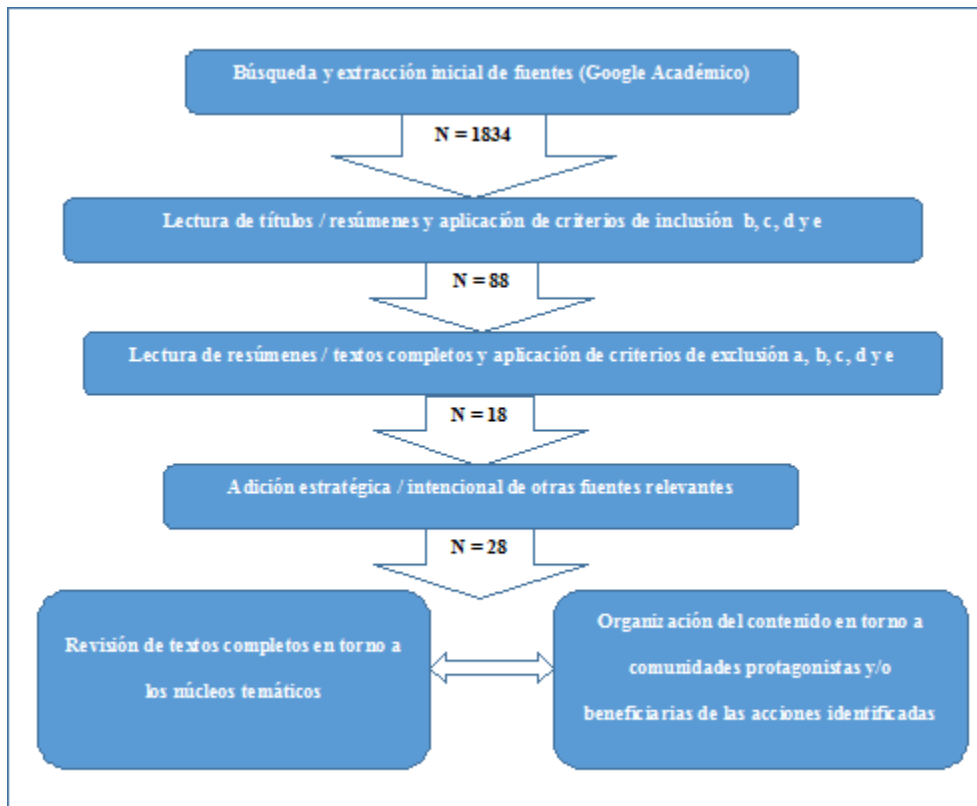 Búsqueda y extracción inicial de fuentes (Google Académico)
N = 1834
Lectura de títulos / resúmenes y aplicación de criterios de inclusión b, c, d y e
N = 88
Lectura de resúmenes / textos completos y aplicación de criterios de exclusión a, b, c, d y e
N = 18
Adición estratégica / intencional de otras fuentes relevantes
N = 28
Revisión de textos completos en torno a
los núcleos temáticos
Organización del contenido en torno a
comunidades protagonistas y/o
beneficiarias de las acciones identificadas